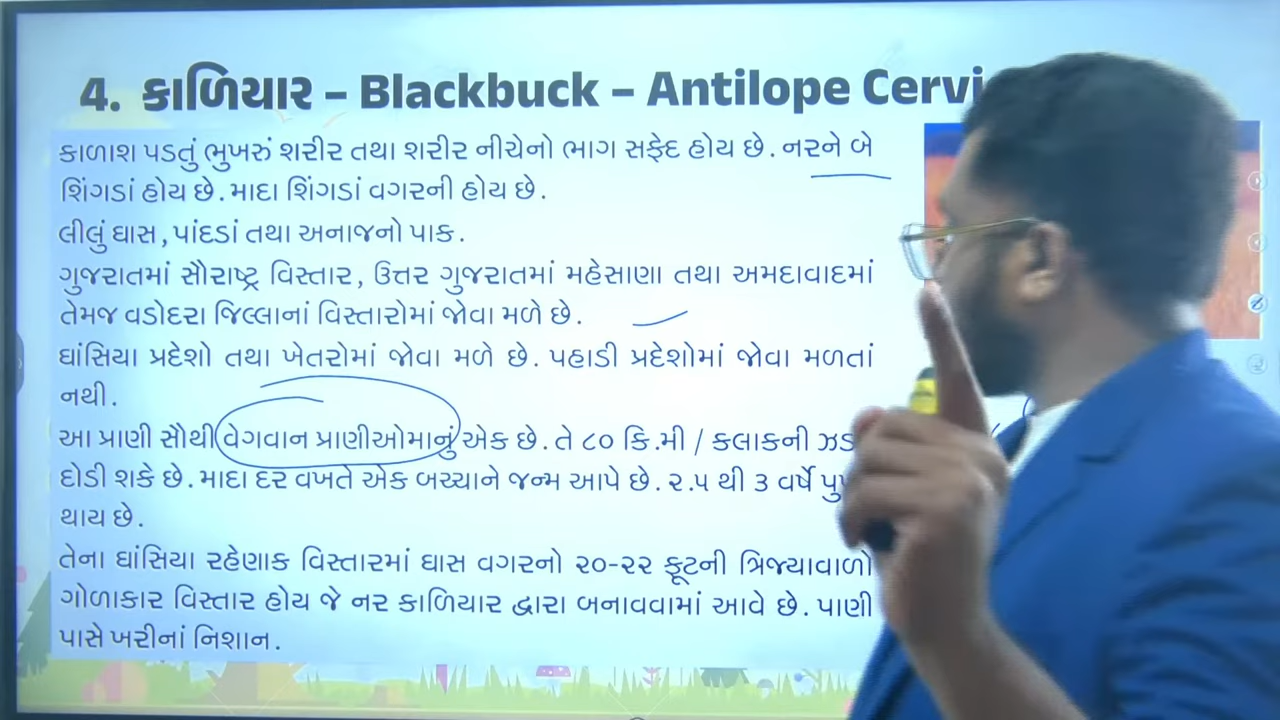 4. કાળિયાર – Blackbuck – Antilope
કાળાશ પડતું ભુખરું શરીર તથા શરીર નીચેનો ભાગ સફેદ હોય છે. નરને બે
શિંગડાં હોય છે. માદા શિંગડાં વગરની હોય છે.
લીલું ઘાસ, પાંદડાં તથા અનાજનો પાક.
ગુજરાતમાં સૌરાષ્ટ્ર વિસ્તાર, ઉત્તર ગુજરાતમાં મહેસાણા તથા અમદાવાદમાં
તેમજ વડોદરા જિલ્લાનાં વિસ્તારોમાં જોવા મળે છે.
ઘાંસિયા પ્રદેશો તથા ખેતરોમાં જોવા મળે છે. પહાડી પ્રદેશોમાં જોવા મળતાં
નથી.
આ પ્રાણી સૌથી વેગવાન પ્રાણીઓમાનું એક છે. તે ૮૦ કિ.મી / કલાકની
દોડી શકે છે. માદા દર વખતે એક બચ્ચાને જન્મ આપે છે. ૨.૫ થી ૩ વર્ષે
થાય છે.
તેના ઘાંસિયા રહેણાક વિસ્તારમાં ઘાસ વગરનો ૨૦-૨૨ ફૂટની ત્રિજ્યાવાળો
ગોળાકાર વિસ્તાર હોય જે નર કાળિયાર દ્વારા બનાવવામાં આવે છે. પાણી
પાસે ખરીનાં નિશાન.